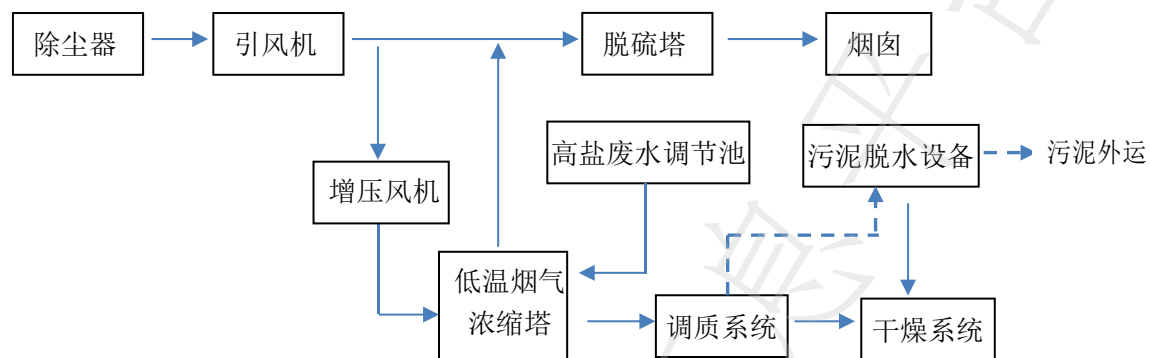 除尘器
引风机
脱硫塔
烟囱
高盐废水调节池
污泥脱水设备
污泥外运
增压风机
低温烟气
浓缩塔
调质系统
干燥系统